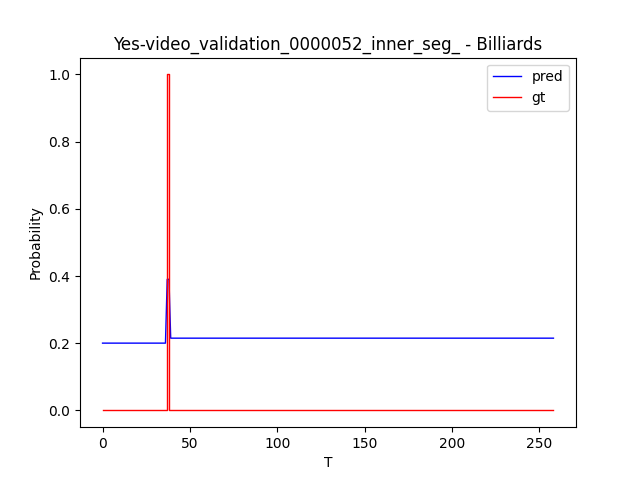 Yes-video_validation_0000052_inner_seg_ - Billiards
pred
gt
1.0
0.8
0.6
0.4
0.2
0.0
Probability
0
50
100
150
200
250
T